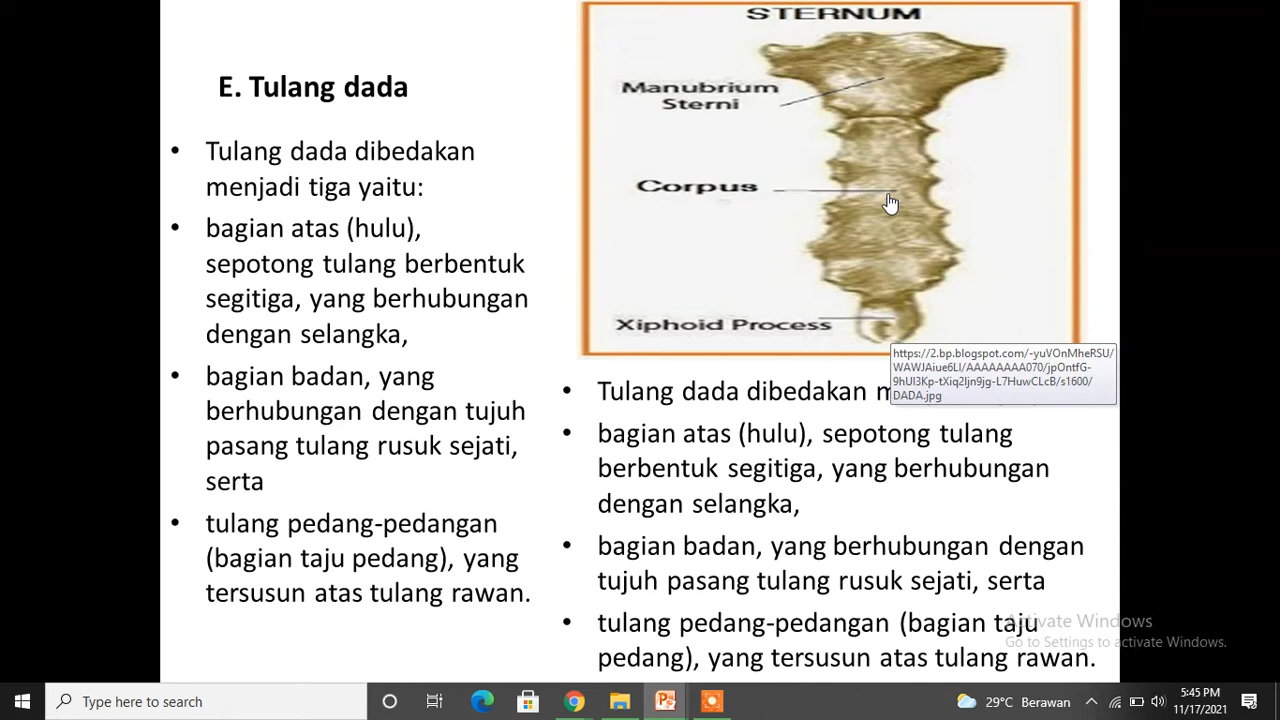 E. Tulang dada
• Tulang dada dibedakan
menjadi tiga yaitu:
• bagian atas (hulu),
sepotong tulang berbentuk
segitiga, yang berhubungan
dengan selangka,
• bagian badan, yang
berhubungan dengan tujuh
pasang tulang rusuk sejati,
serta
• tulang pedang-pedangan
(bagian taju pedang), yang
tersusun atas tulang rawan.
STERNUM
Manubrium
Sterni
Corpus
Xiphoid Process
https://2.bp.blogspot.com/-yuVOnMheRSU/
WAWJAiue6LI/AAAAAAAA070/jpOntfG-
9hUl3Kp-tXiq2ljn9jg-L7HuwCLcB/s1600/
DADA.jpg
• Tulang dada dibedakan
• bagian atas (hulu), sepotong tulang
berbentuk segitiga, yang berhubungan
dengan selangka,
• bagian badan, yang berhubungan dengan
tujuh pasang tulang rusuk sejati, serta
• tulang pedang-pedangan (bagian taju
pedang), yang tersusun atas tulang rawan.
Activate Windows
Go to Settings to activate Windows.
Type here to search
29°C Berawan
5:45 PM
11/17/2021